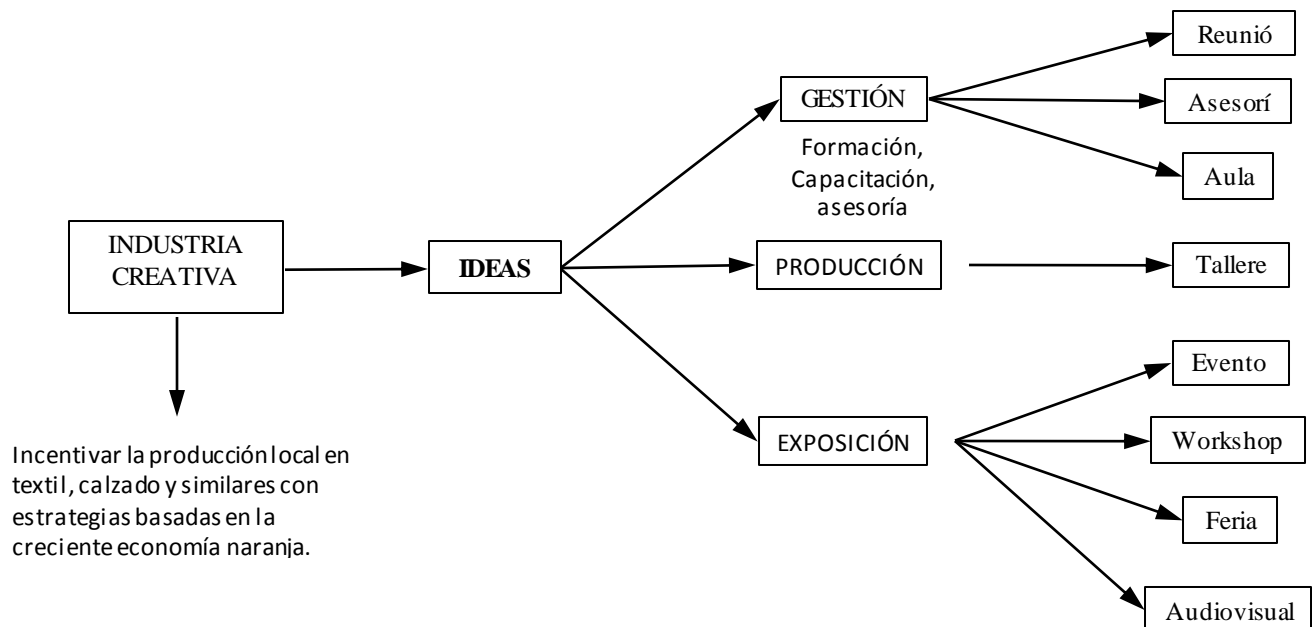 INDUSTRIA
CREATIVA
Incentivar la producción local en
textil, calzado y similares con
estrategias basadas en la
creciente economía naranja.
IDEAS
GESTIÓN
Formación,
Capacitación,
asesoría
Reunió
Asesorí
Aula
PRODUCCIÓN
Tallere
EXPOSICIÓN
Evento
Workshop
Feria
Audiovisual